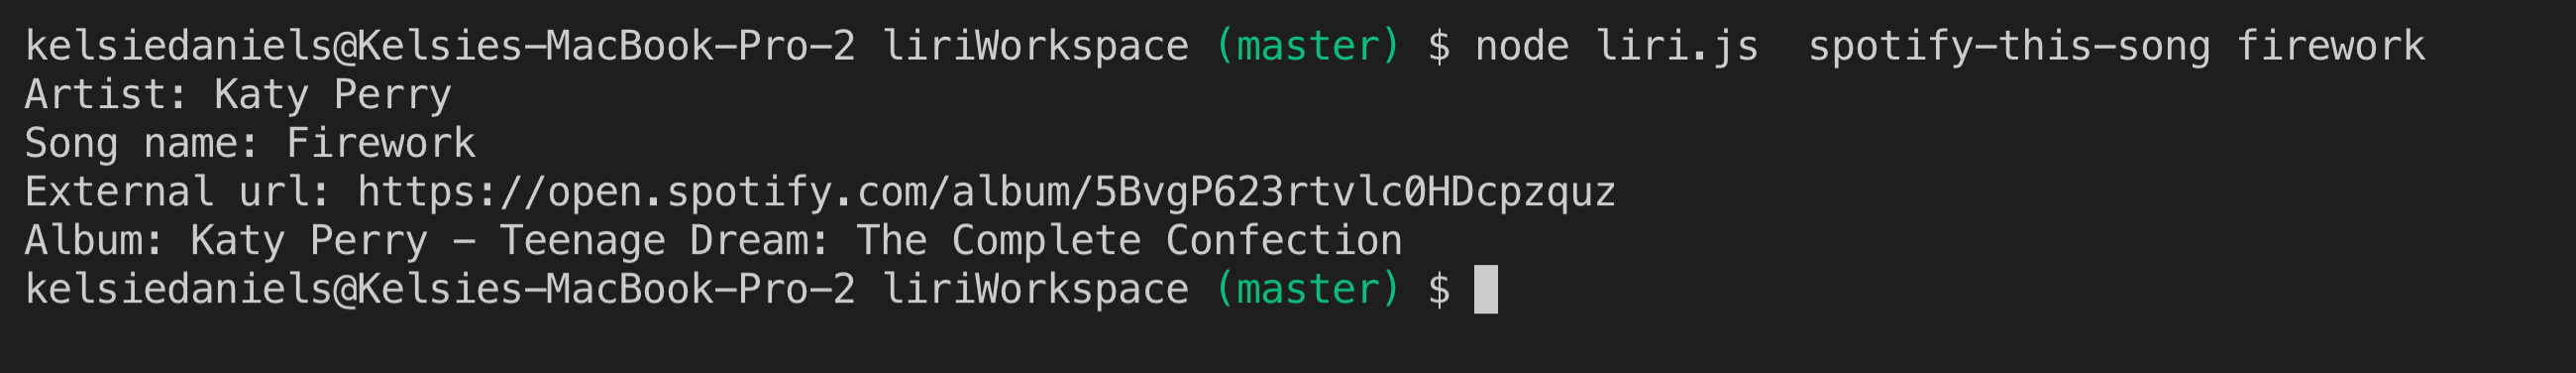 kelsiedaniels@Kelsies-MacBook-Pro-2 liriWorkspace (master) $ node liri.js  spotify-this-song firework
Artist: Katy Perry
Song name: Firework
External url: https://open.spotify.com/album/5BvgP623rtvlc0HDcpzquz
Album: Katy Perry - Teenage Dream: The Complete Confection
kelsiedaniels@Kelsies-MacBook-Pro-2 liriWorkspace (master) $